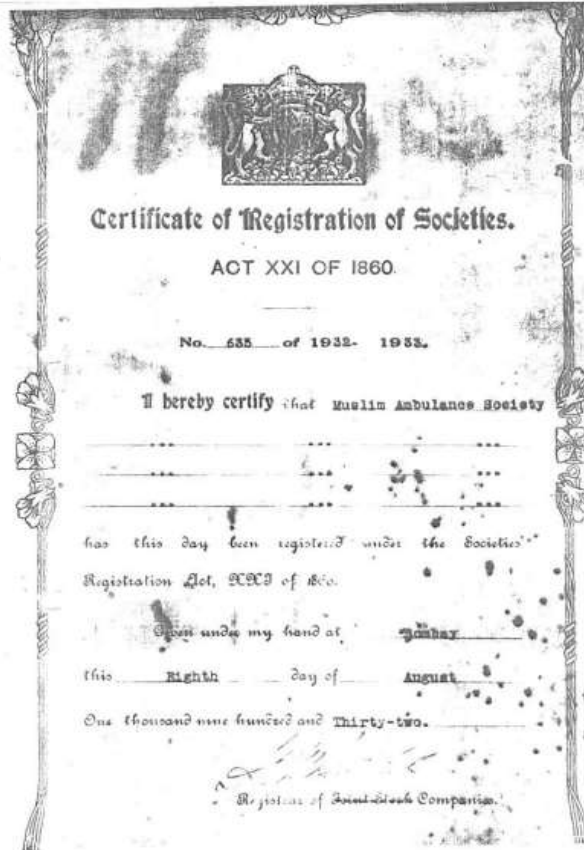 Certificate of Registration of Societies.
ACT XXI OF 1860.
No. 635 of 1932- 1933.
I hereby certify that Muslim Ambulance Society
... ... ...
... ... ...
... ... ...
has this day been registered under the Societies'
Registration Act, XXI of 1860.
Given under my hand at Bombay
this Eighth day of August
One thousand nine hundred and Thirty-two.
Registrar of Joint Stock Companies.